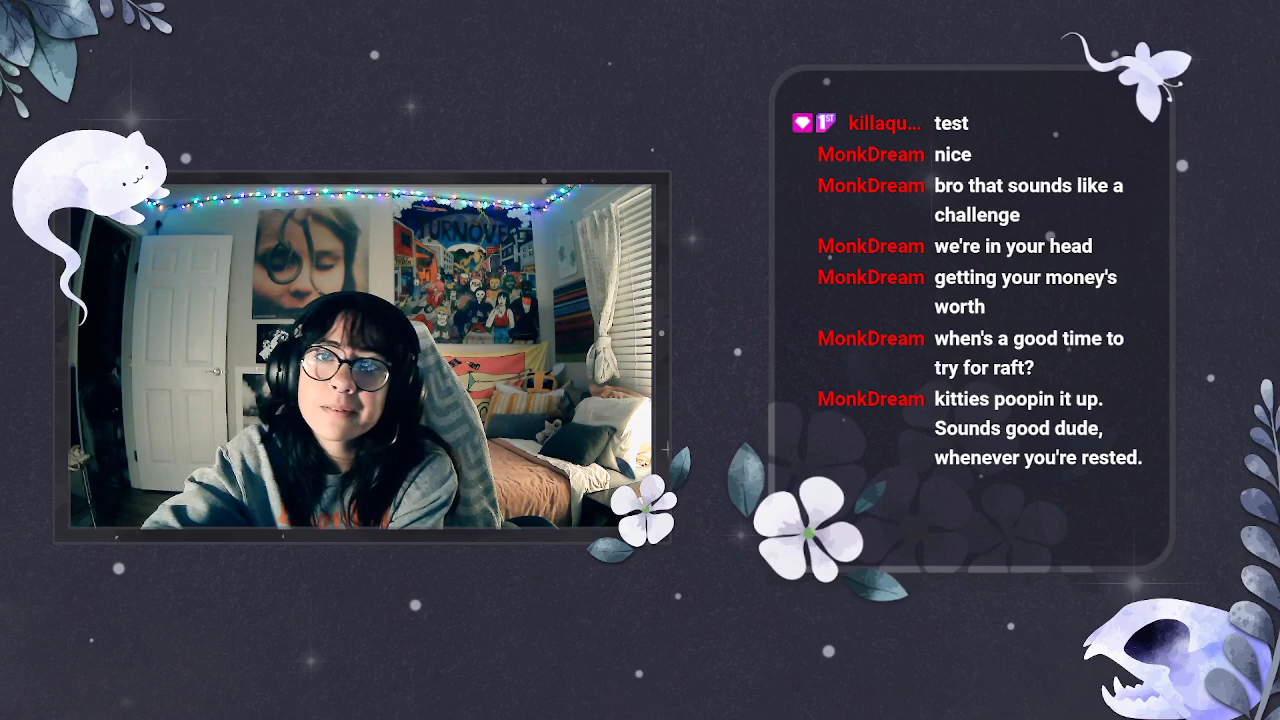 TURNOVER
1ST killaqu... test
MonkDream nice
MonkDream bro that sounds like a
challenge
MonkDream we're in your head
MonkDream getting your money's
worth
MonkDream when's a good time to
try for raft?
MonkDream kitties poopin it up.
Sounds good dude,
whenever you're rested.